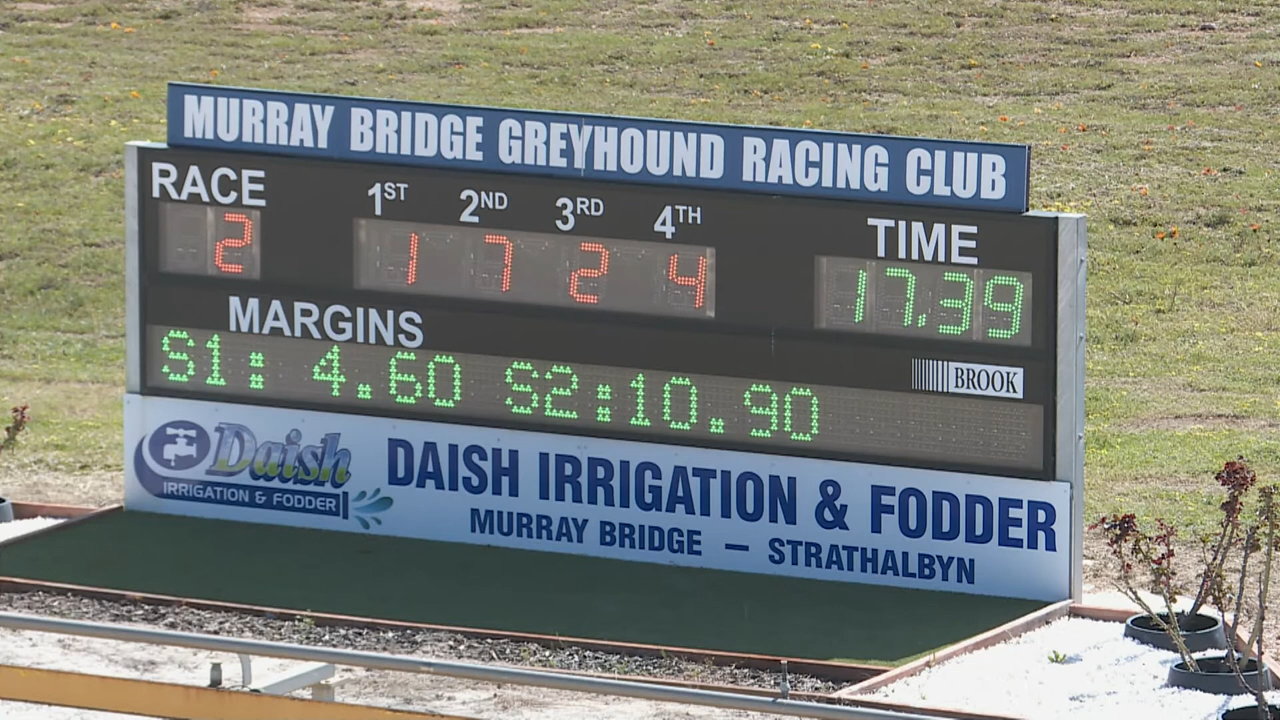 MURRAY BRIDGE GREYHOUND RACING CLUB
RACE 1ST 2ND 3RD 4TH TIME
2 1 7 2 4 17.39
MARGINS
S1: 4.60 S2:10.90
BROOK
Daish
IRRIGATION & FODDER
DAISH IRRIGATION & FODDER
MURRAY BRIDGE – STRATHALBYN